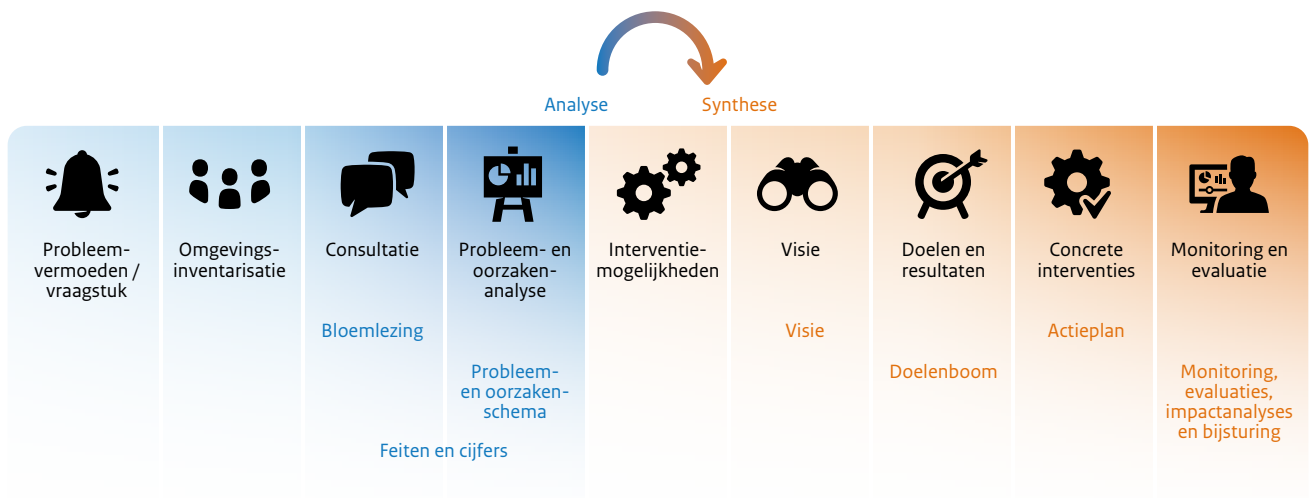 Analyse
Synthese
Probleem-
vermoeden /
vraagstuk
Omgevings-
inventarisatie
Consultatie
Probleem- en
oorzaken-
analyse
Interventie-
mogelijkheden
Visie
Doelen en
resultaten
Concrete
interventies
Monitoring en
evaluatie
Bloemlezing
Visie
Actieplan
Probleem-
en oorzaken-
schema
Doelenboom
Monitoring,
evaluaties,
impactanalyses
en bijsturing
Feiten en cijfers